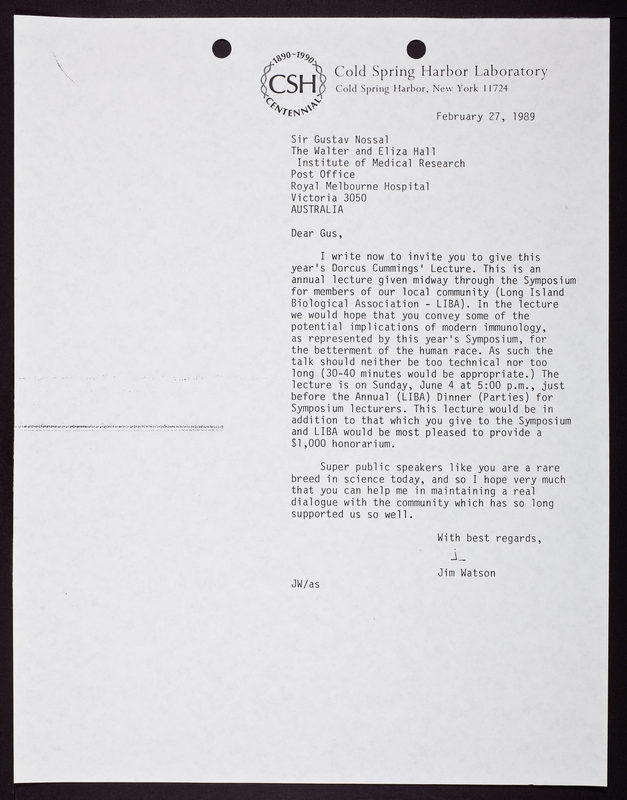 1890-1990
CSH
CENTENNIAL
Cold Spring Harbor Laboratory
Cold Spring Harbor, New York 11724
February 27, 1989
Sir Gustav Nossal
The Walter and Eliza Hall
Institute of Medical Research
Post Office
Royal Melbourne Hospital
Victoria 3050
AUSTRALIA
Dear Gus,
I write now to invite you to give this
year's Dorcus Cummings' Lecture. This is an
annual lecture given midway through the Symposium
for members of our local community (Long Island
Biological Association - LIBA). In the lecture
we would hope that you convey some of the
potential implications of modern immunology,
as represented by this year's Symposium, for
the betterment of the human race. As such the
talk should neither be too technical nor too
long (30-40 minutes would be appropriate.) The
lecture is on Sunday, June 4 at 5:00 p.m., just
before the Annual (LIBA) Dinner (Parties) for
Symposium lecturers. This lecture would be in
addition to that which you give to the Symposium
and LIBA would be most pleased to provide a
$1,000 honorarium.
Super public speakers like you are a rare
breed in science today, and so I hope very much
that you can help me in maintaining a real
dialogue with the community which has so long
supported us so well.
With best regards,
Jim Watson
JW/as